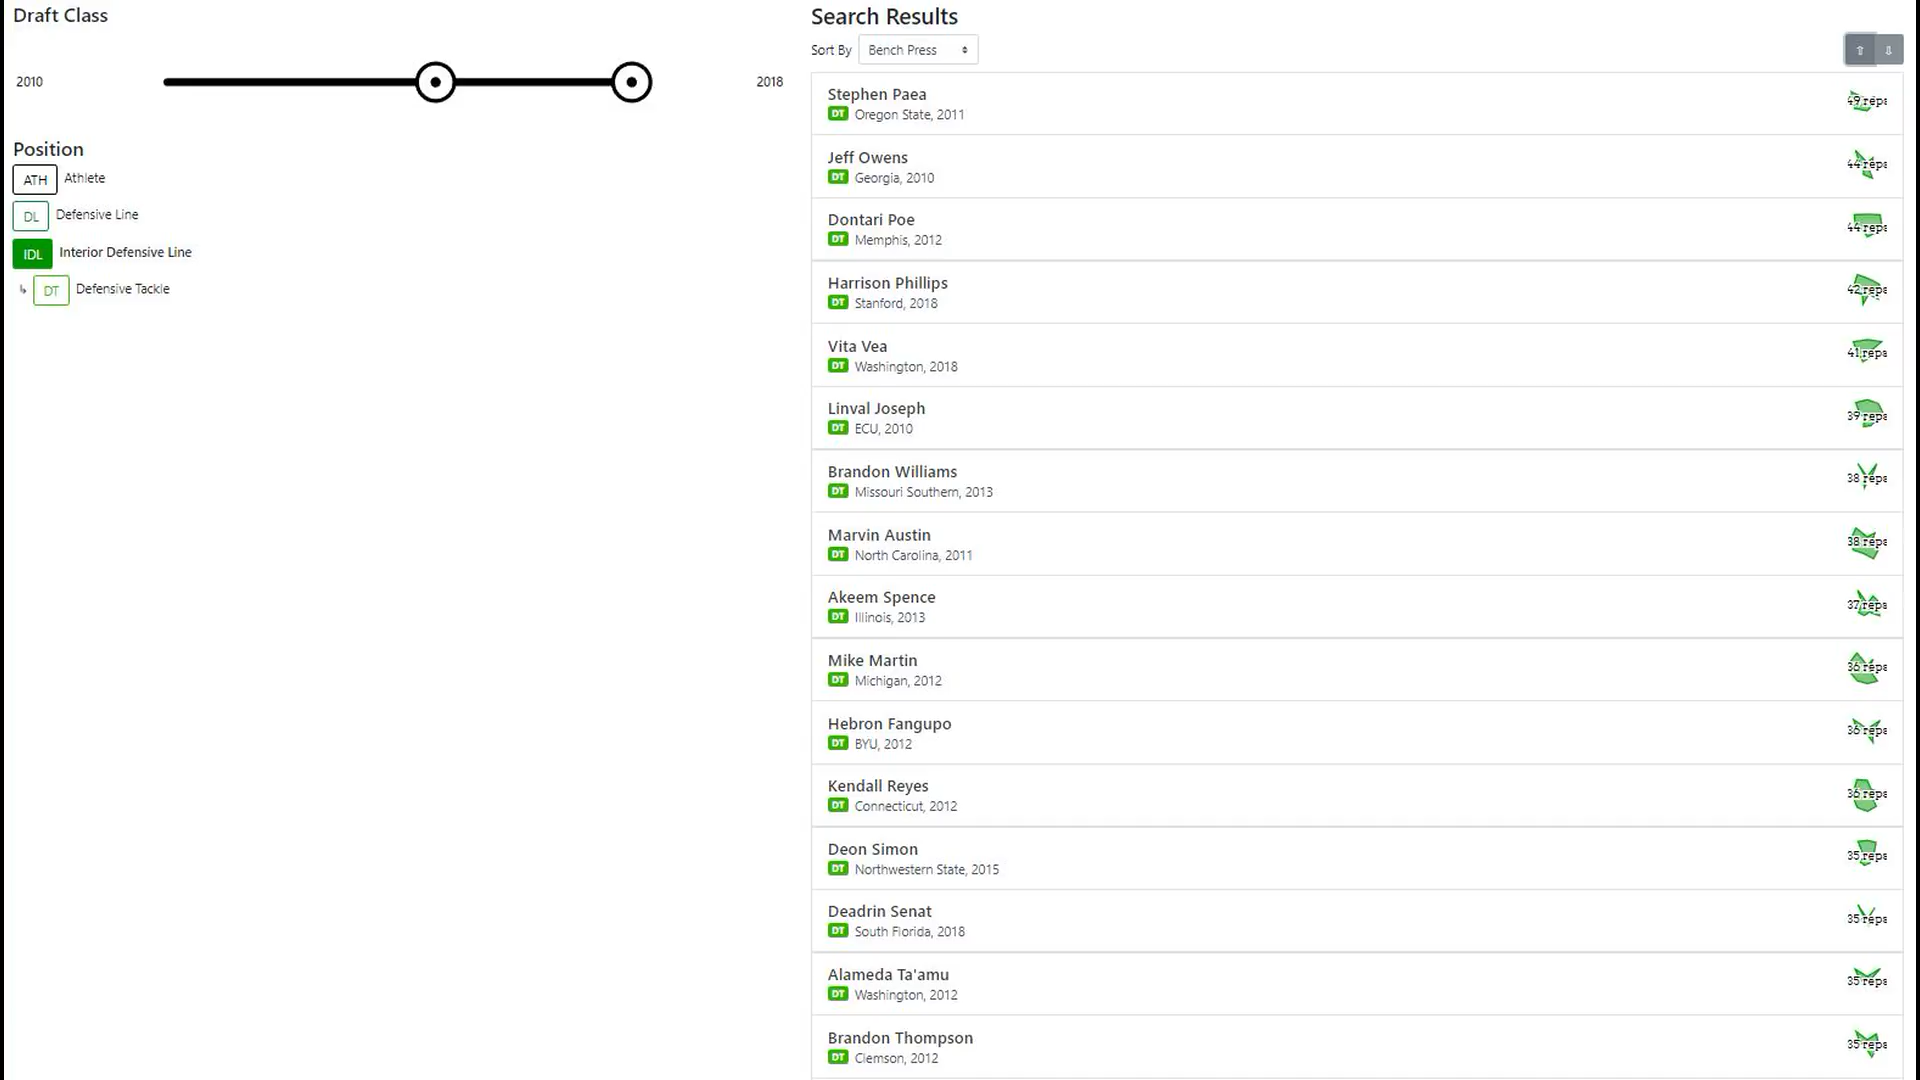 Draft Class
2010
2018
Position
ATH Athlete
DL Defensive Line
IDL Interior Defensive Line
↳ DT Defensive Tackle
Search Results
Sort By Bench Press
⇧ ⇩
Stephen Paea
DT Oregon State, 2011
49 reps
Jeff Owens
DT Georgia, 2010
44 reps
Dontari Poe
DT Memphis, 2012
44 reps
Harrison Phillips
DT Stanford, 2018
42 reps
Vita Vea
DT Washington, 2018
41 reps
Linval Joseph
DT ECU, 2010
39 reps
Brandon Williams
DT Missouri Southern, 2013
38 reps
Marvin Austin
DT North Carolina, 2011
38 reps
Akeem Spence
DT Illinois, 2013
37 reps
Mike Martin
DT Michigan, 2012
36 reps
Hebron Fangupo
DT BYU, 2012
36 reps
Kendall Reyes
DT Connecticut, 2012
36 reps
Deon Simon
DT Northwestern State, 2015
35 reps
Deadrin Senat
DT South Florida, 2018
35 reps
Alameda Ta'amu
DT Washington, 2012
35 reps
Brandon Thompson
DT Clemson, 2012
35 reps